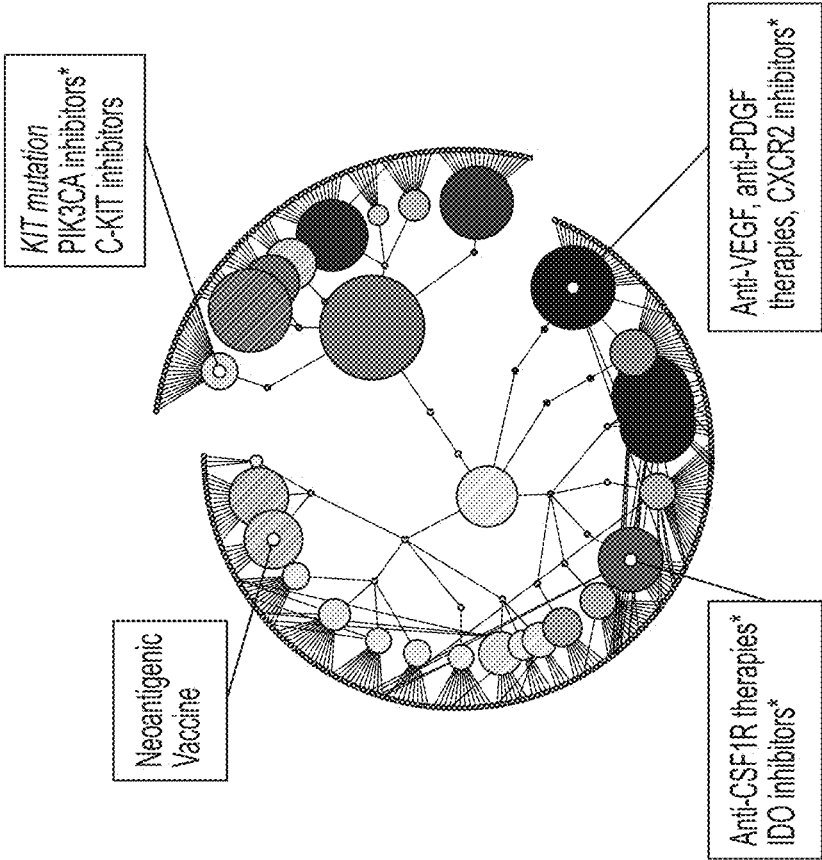 KIT mutation
PIK3CA inhibitors*
C-KIT inhibitors
Anti-VEGF, anti-PDGF
therapies, CXCR2 inhibitors*
Neoantigenic
Vaccine
Anti-CSF1R therapies*
IDO inhibitors*